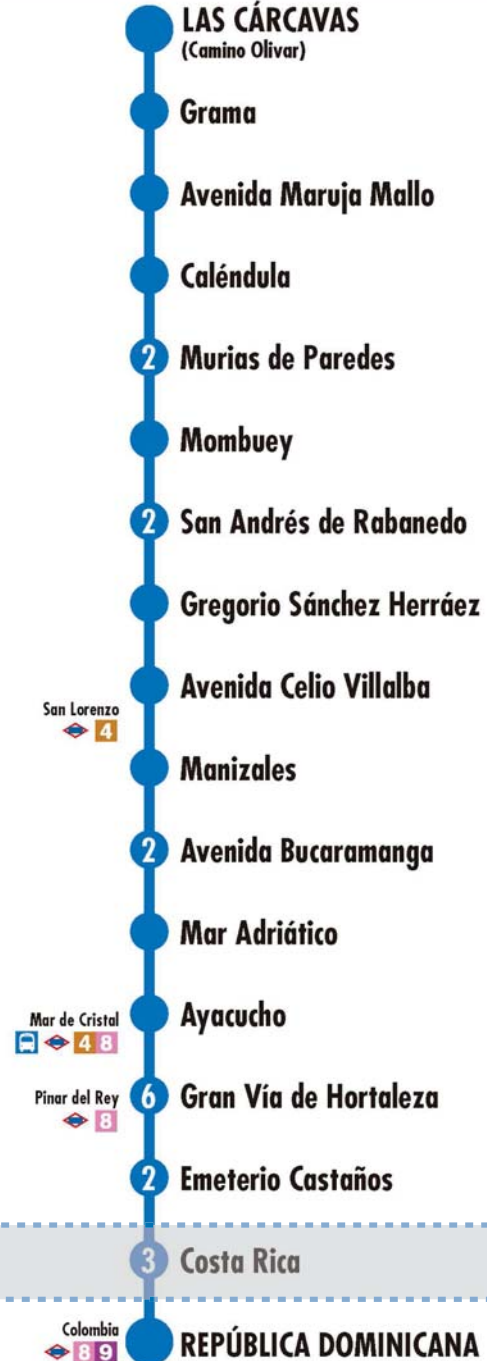 LAS CÁRCAVAS
(Camino Olivar)
Grama
Avenida Maruja Mallo
Caléndula
2 Murias de Paredes
Mombuey
2 San Andrés de Rabanedo
Gregorio Sánchez Herráez
Avenida Celio Villalba
San Lorenzo
4
Manizales
2 Avenida Bucaramanga
Mar Adriático
Mar de Cristal
4 8
Ayacucho
Pinar del Rey
8
6 Gran Vía de Hortaleza
2 Emeterio Castaños
3 Costa Rica
Colombia
8 9
REPÚBLICA DOMINICANA